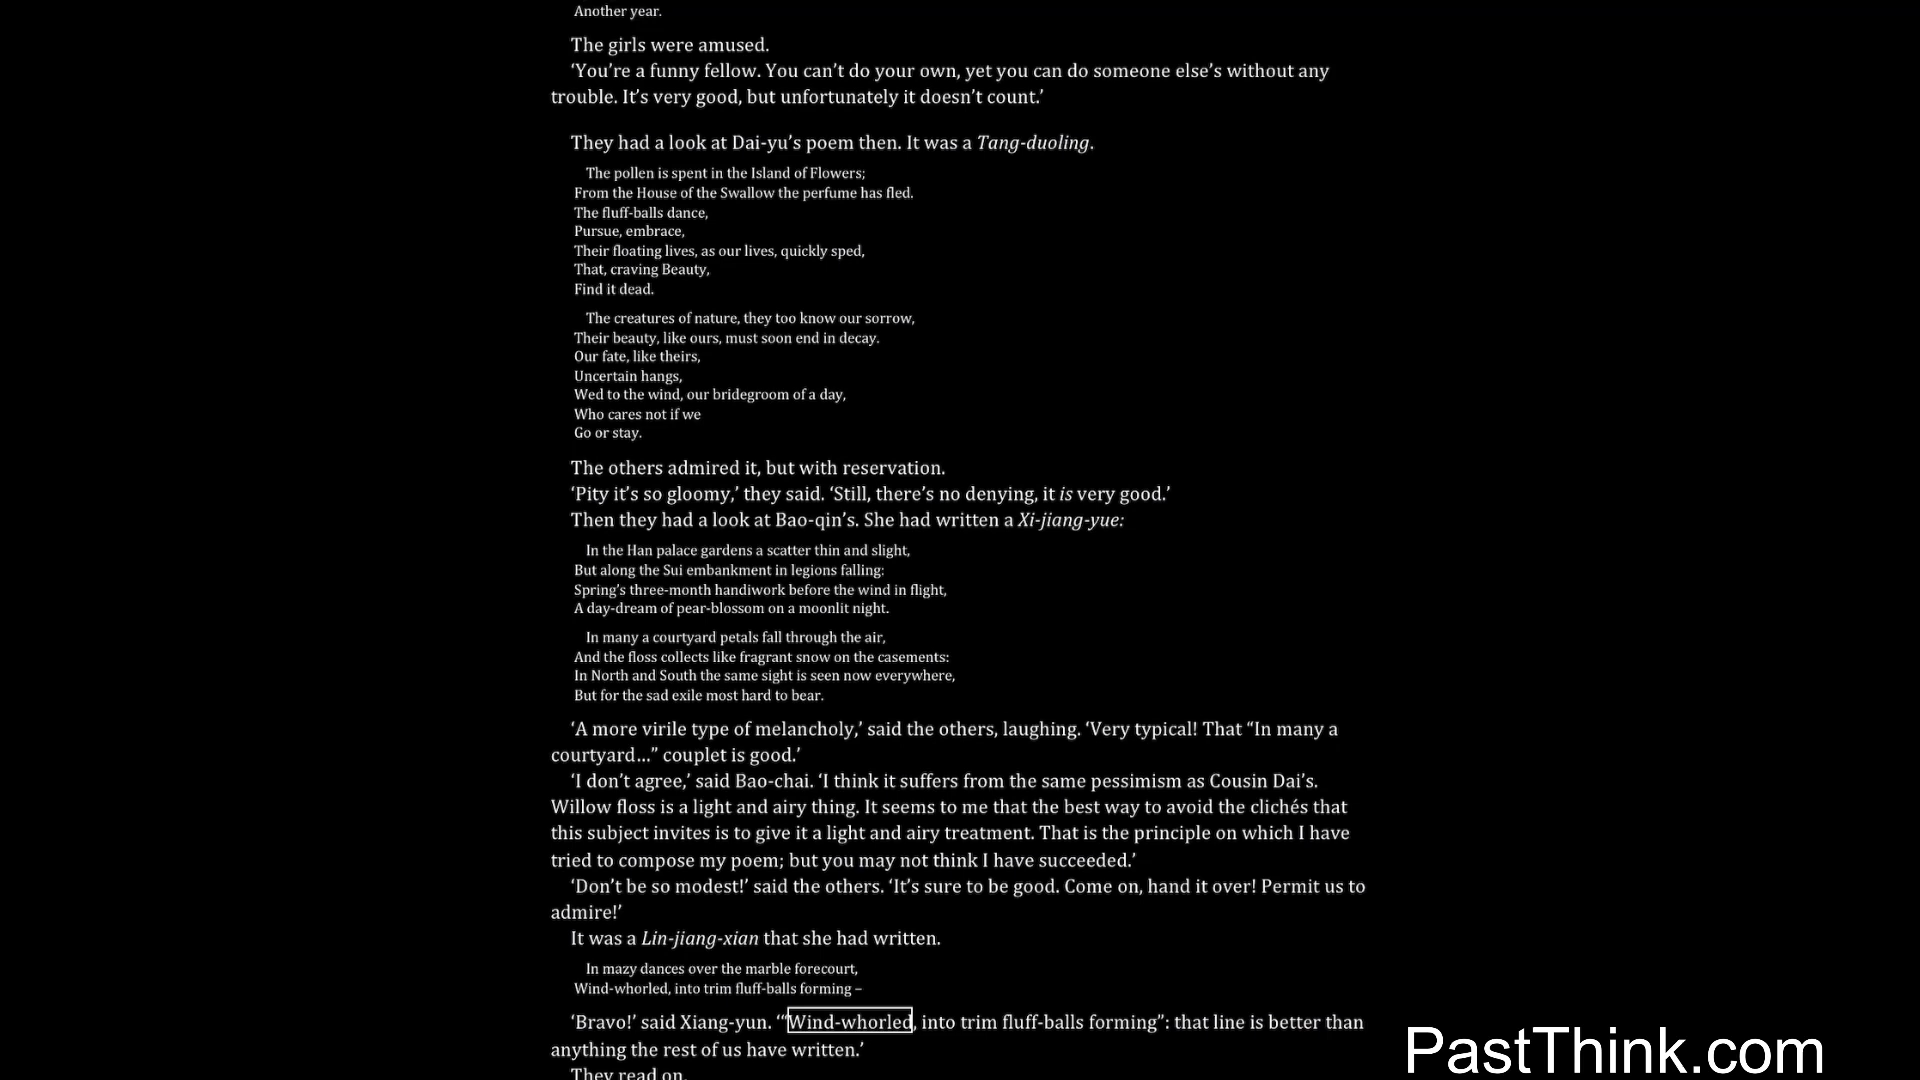 Another year.
The girls were amused.
‘You’re a funny fellow. You can’t do your own, yet you can do someone else’s without any
trouble. It’s very good, but unfortunately it doesn’t count.’
They had a look at Dai-yu’s poem then. It was a Tang-duoling.
The pollen is spent in the Island of Flowers;
From the House of the Swallow the perfume has fled.
The fluff-balls dance,
Pursue, embrace,
Their floating lives, as our lives, quickly sped,
That, craving Beauty,
Find it dead.
The creatures of nature, they too know our sorrow,
Their beauty, like ours, must soon end in decay.
Our fate, like theirs,
Uncertain hangs,
Wed to the wind, our bridegroom of a day,
Who cares not if we
Go or stay.
The others admired it, but with reservation.
‘Pity it’s so gloomy,’ they said. ‘Still, there’s no denying, it is very good.’
Then they had a look at Bao-qin’s. She had written a Xi-jiang-yue:
In the Han palace gardens a scatter thin and slight,
But along the Sui embankment in legions falling:
Spring’s three-month handiwork before the wind in flight,
A day-dream of pear-blossom on a moonlit night.
In many a courtyard petals fall through the air,
And the floss collects like fragrant snow on the casements:
In North and South the same sight is seen now everywhere,
But for the sad exile most hard to bear.
‘A more virile type of melancholy,’ said the others, laughing. ‘Very typical! That “In many a
courtyard…” couplet is good.’
‘I don’t agree,’ said Bao-chai. ‘I think it suffers from the same pessimism as Cousin Dai’s.
Willow floss is a light and airy thing. It seems to me that the best way to avoid the clichés that
this subject invites is to give it a light and airy treatment. That is the principle on which I have
tried to compose my poem; but you may not think I have succeeded.’
‘Don’t be so modest!’ said the others. ‘It’s sure to be good. Come on, hand it over! Permit us to
admire!’
It was a Lin-jiang-xian that she had written.
In mazy dances over the marble forecourt,
Wind-whorled, into trim fluff-balls forming –
‘Bravo!’ said Xiang-yun. ‘“Wind-whorled, into trim fluff-balls forming”: that line is better than
anything the rest of us have written.’
They read on.
PastThink.com